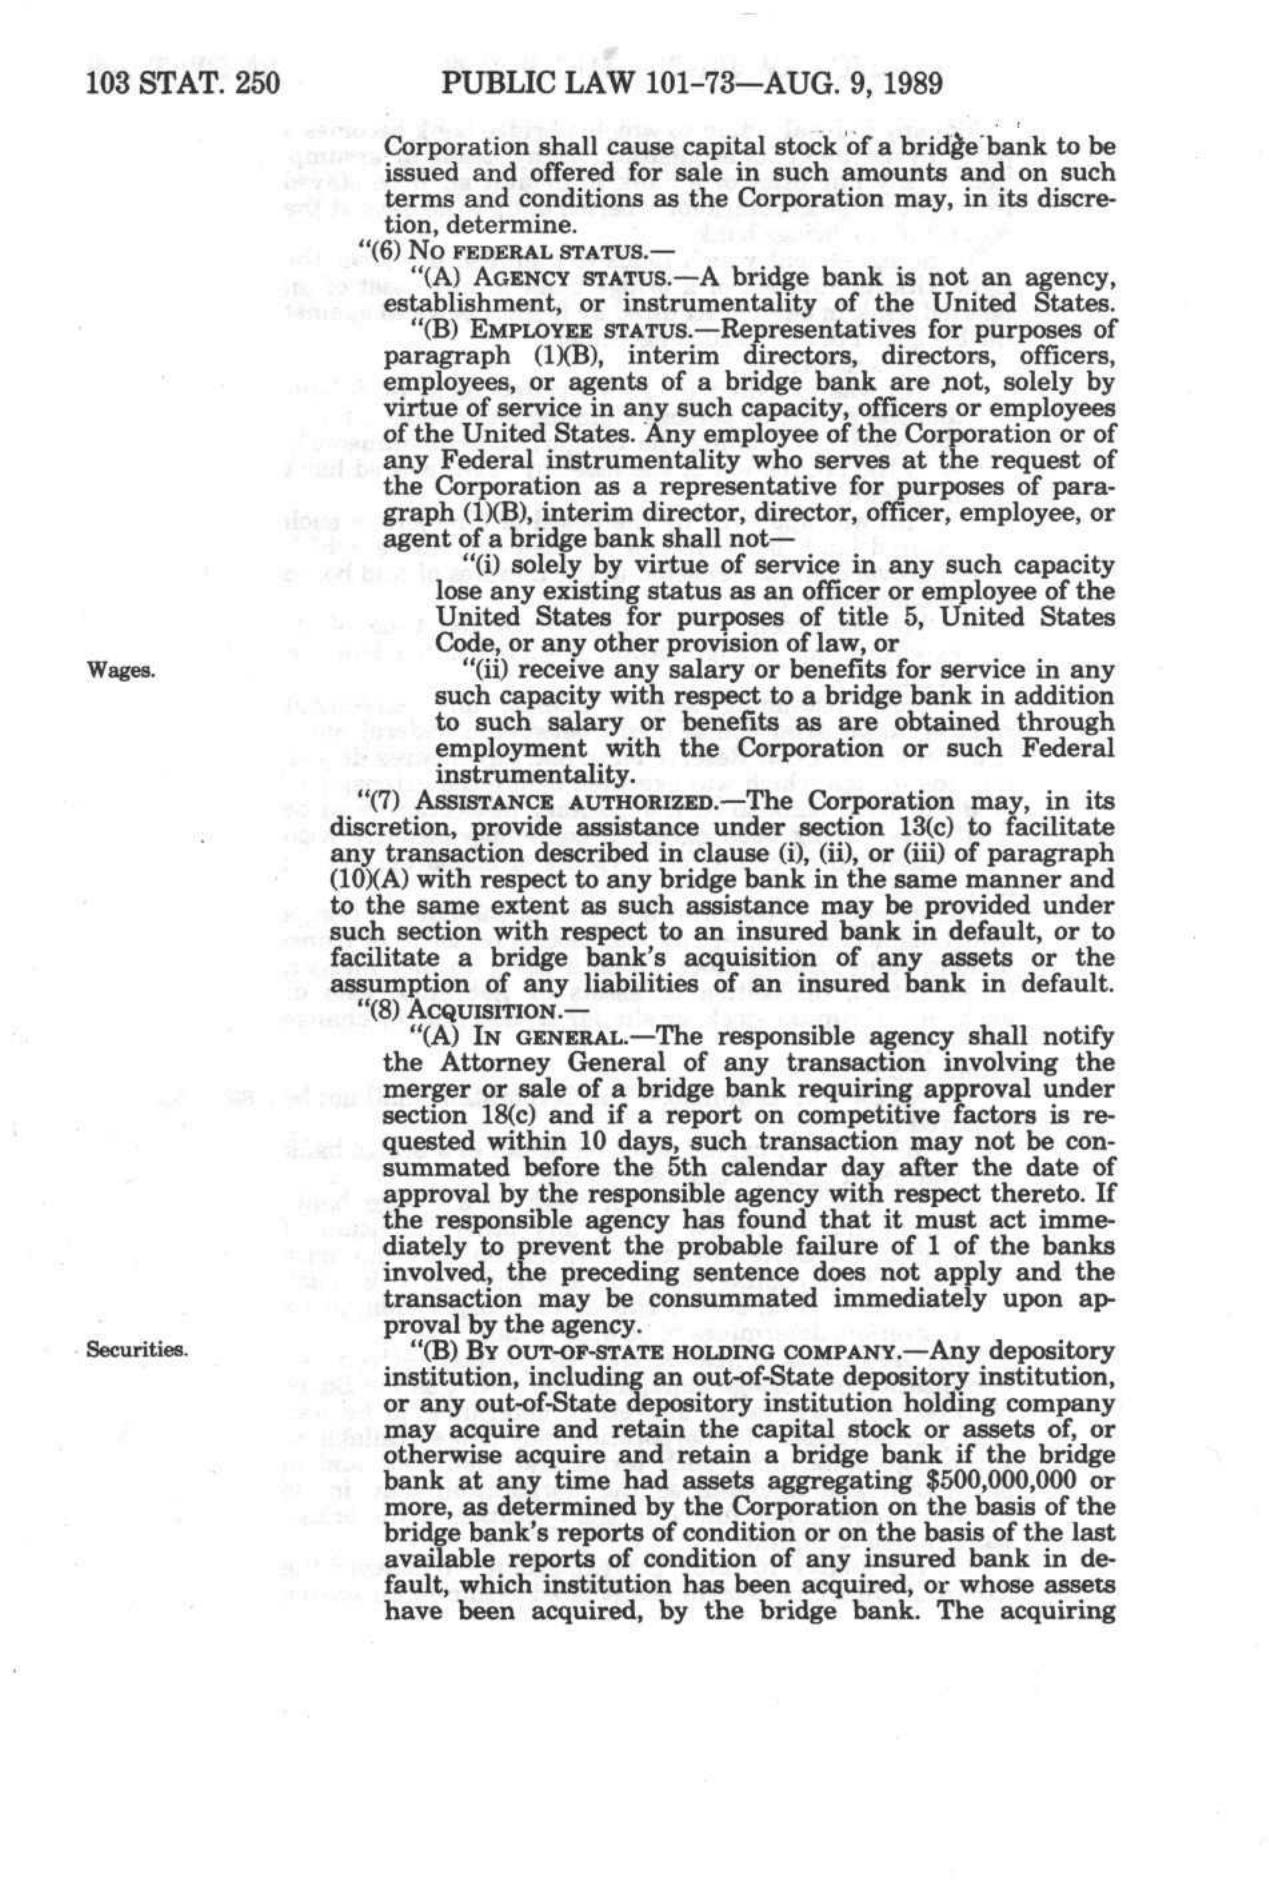 103 STAT. 250 PUBLIC LAW 101-73—AUG. 9, 1989
Corporation shall cause capital stock of a bridge bank to be
issued and offered for sale in such amounts and on such
terms and conditions as the Corporation may, in its discre-
tion, determine.
“(6) NO FEDERAL STATUS.—
“(A) AGENCY STATUS.—A bridge bank is not an agency,
establishment, or instrumentality of the United States.
“(B) EMPLOYEE STATUS.—Representatives for purposes of
paragraph (1)(B), interim directors, directors, officers,
employees, or agents of a bridge bank are not, solely by
virtue of service in any such capacity, officers or employees
of the United States. Any employee of the Corporation or of
any Federal instrumentality who serves at the request of
the Corporation as a representative for purposes of para-
graph (1)(B), interim director, director, officer, employee, or
agent of a bridge bank shall not—
“(i) solely by virtue of service in any such capacity
lose any existing status as an officer or employee of the
United States for purposes of title 5, United States
Code, or any other provision of law, or
Wages.
“(ii) receive any salary or benefits for service in any
such capacity with respect to a bridge bank in addition
to such salary or benefits as are obtained through
employment with the Corporation or such Federal
instrumentality.
“(7) ASSISTANCE AUTHORIZED.—The Corporation may, in its
discretion, provide assistance under section 13(c) to facilitate
any transaction described in clause (i), (ii), or (iii) of paragraph
(10)(A) with respect to any bridge bank in the same manner and
to the same extent as such assistance may be provided under
such section with respect to an insured bank in default, or to
facilitate a bridge bank's acquisition of any assets or the
assumption of any liabilities of an insured bank in default.
“(8) ACQUISITION.—
“(A) IN GENERAL.—The responsible agency shall notify
the Attorney General of any transaction involving the
merger or sale of a bridge bank requiring approval under
section 18(c) and if a report on competitive factors is re-
quested within 10 days, such transaction may not be con-
summated before the 5th calendar day after the date of
approval by the responsible agency with respect thereto. If
the responsible agency has found that it must act imme-
diately to prevent the probable failure of 1 of the banks
involved, the preceding sentence does not apply and the
transaction may be consummated immediately upon ap-
proval by the agency.
Securities.
“(B) BY OUT-OF-STATE HOLDING COMPANY.—Any depository
institution, including an out-of-State depository institution,
or any out-of-State depository institution holding company
may acquire and retain the capital stock or assets of, or
otherwise acquire and retain a bridge bank if the bridge
bank at any time had assets aggregating $500,000,000 or
more, as determined by the Corporation on the basis of the
bridge bank's reports of condition or on the basis of the last
available reports of condition of any insured bank in de-
fault, which institution has been acquired, or whose assets
have been acquired, by the bridge bank. The acquiring